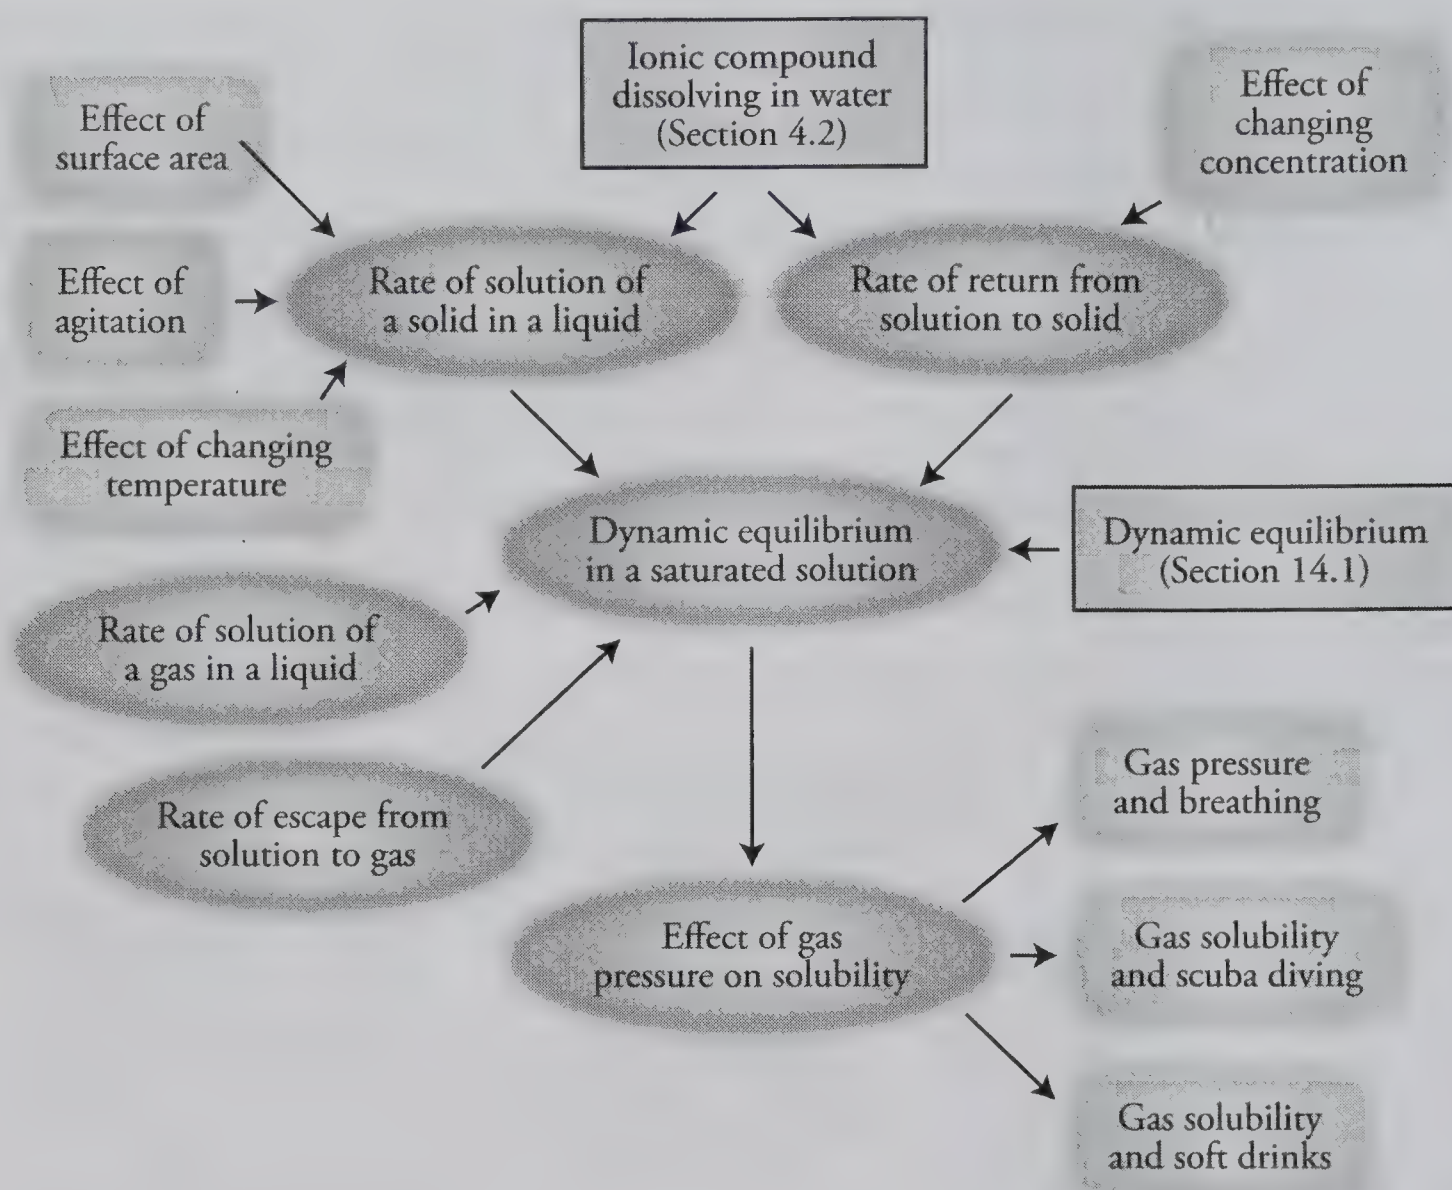 Ionic compound
dissolving in water
(Section 4.2)
Effect of
surface area
Effect of
changing
concentration
Effect of
agitation
Rate of solution of
a solid in a liquid
Rate of return from
solution to solid
Effect of changing
temperature
Dynamic equilibrium
in a saturated solution
Dynamic equilibrium
(Section 14.1)
Rate of solution of
a gas in a liquid
Rate of escape from
solution to gas
Gas pressure
and breathing
Effect of gas
pressure on solubility
Gas solubility
and scuba diving
Gas solubility
and soft drinks